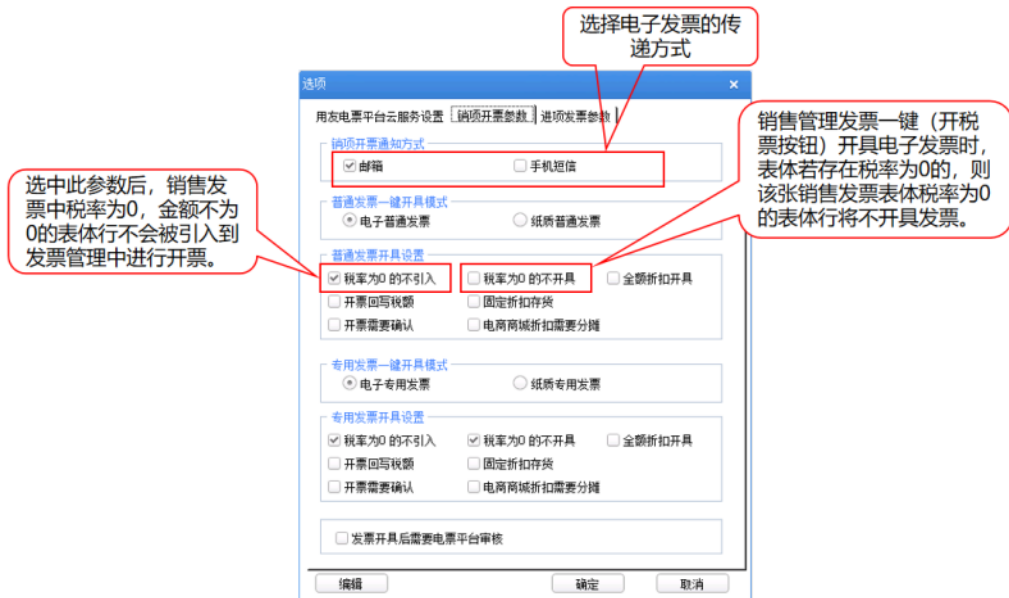 选择电子发票的传
递方式
选项
用友电票平台云服务设置 销项开票参数 进项发票参数
销项开票通知方式
邮箱 手机短信
普通发票一键开具模式
电子普通发票 纸质普通发票
普通发票开具设置
税率为0 的不引入 税率为0 的不开具 全额折扣开具
开票回写税额 固定折扣存货
开票需要确认 电商商城折扣需要分摊
专用发票一键开具模式
电子专用发票 纸质专用发票
专用发票开具设置
税率为0 的不引入 税率为0 的不开具 全额折扣开具
开票回写税额 固定折扣存货
开票需要确认 电商商城折扣需要分摊
发票开具后需要电票平台审核
编辑 确定 取消
选中此参数后，销售发
票中税率为0，金额不为
0的表体行不会被引入到
发票管理中进行开票。
销售管理发票一键（开税
票按钮）开具电子发票时，
表体若存在税率为0的，则
该张销售发票表体税率为0
的表体行将不开具发票。